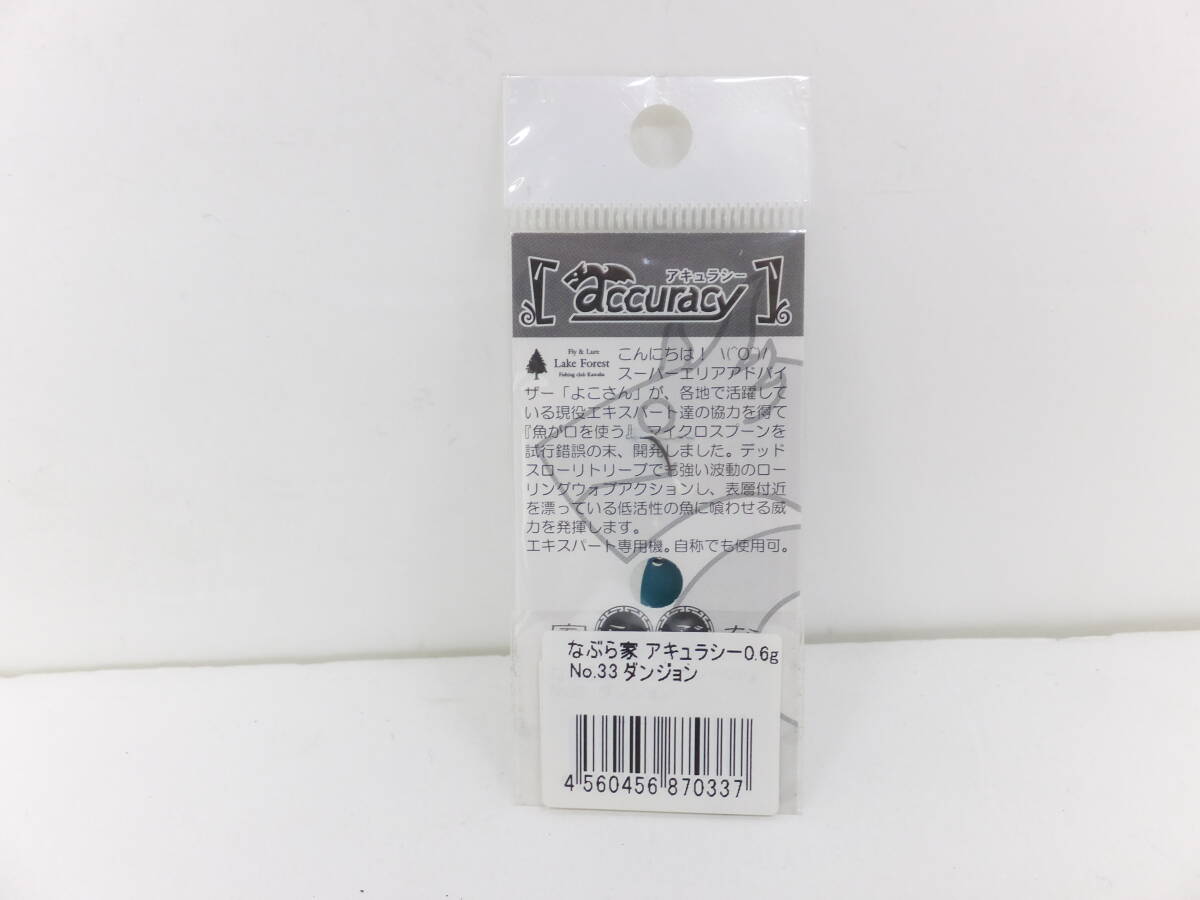 アキュラシー
accuracy
Fly & Lure
Lake Forest
Fishing club Kawaba
こんにちは! \(^O^)/
スーパーエリアアドバイ
ザー「よこさん」が、各地で活躍して
いる現役エキスパート達の協力を得て
『魚が口を使う』マイクロスプーンを
試行錯誤の末、開発しました。デッド
スローリトリーブでも強い波動のロー
リングウォブアクションし、表層付近
を漂っている低活性の魚に喰わせる威
力を発揮します。
エキスパート専用機。自称でも使用可。
なぶら家 アキュラシー0.6g
No.33 ダンジョン
4 560456 870337